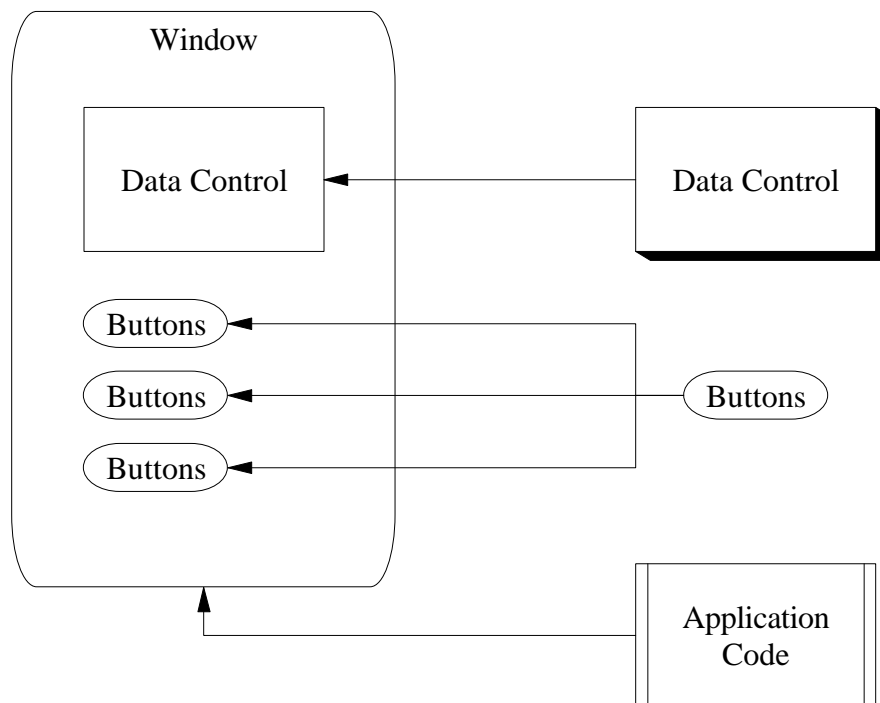 Window
Data Control
Data Control
Buttons
Buttons
Buttons
Buttons
Application
Code